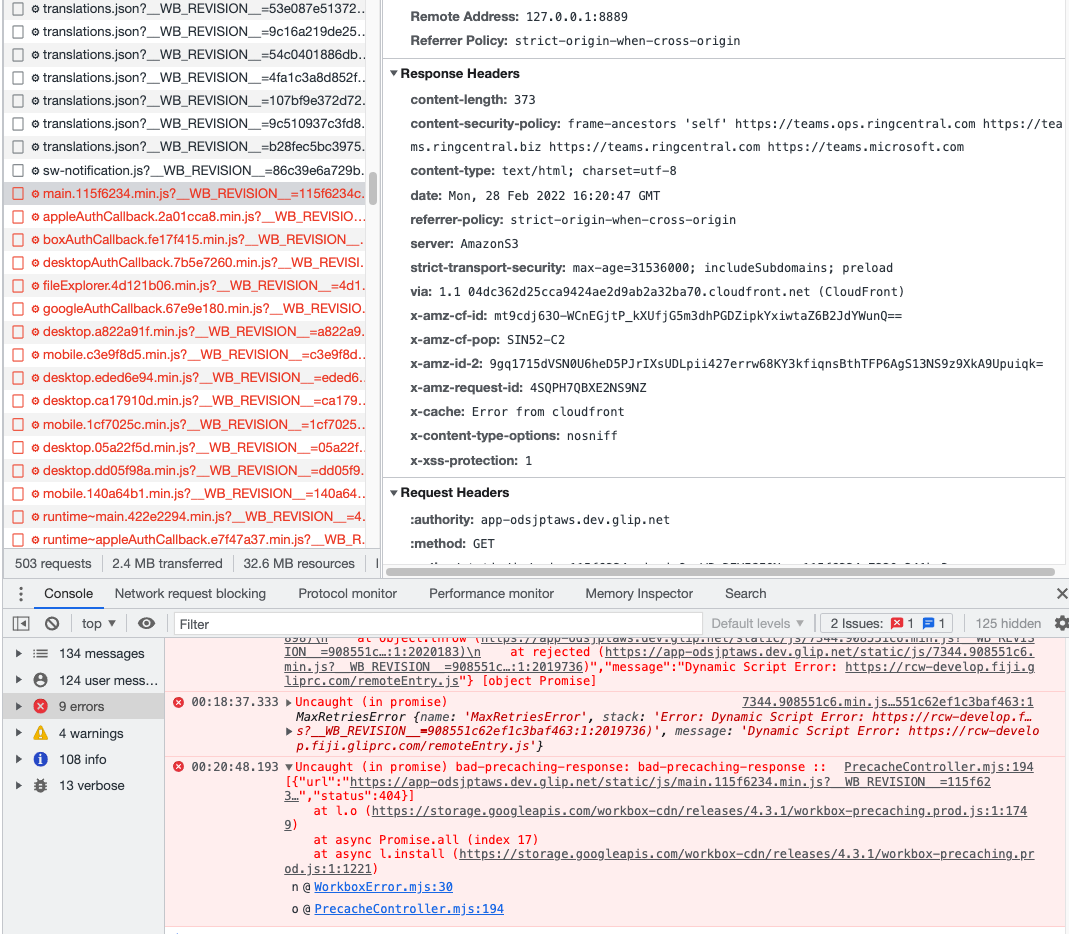 translations.json?__WB_REVISION__=53e087e51372…
translations.json?__WB_REVISION__=9c16a219de25…
translations.json?__WB_REVISION__=54c0401886db…
translations.json?__WB_REVISION__=4fa1c3a8d852f…
translations.json?__WB_REVISION__=107bf9e372d72…
translations.json?__WB_REVISION__=9c510937c3fd8…
translations.json?__WB_REVISION__=b28fec5bc3975…
sw-notification.js?__WB_REVISION__=86c39e6a729b…
main.115f6234.min.js?__WB_REVISION__=115f6234c…
appleAuthCallback.2a01cca8.min.js?__WB_REVISIO…
boxAuthCallback.fe17f415.min.js?__WB_REVISION__…
desktopAuthCallback.7b5e7260.min.js?__WB_REVISI…
fileExplorer.4d121b06.min.js?__WB_REVISION__=4d1…
googleAuthCallback.67e9e180.min.js?__WB_REVISIO…
desktop.a822a91f.min.js?__WB_REVISION__=a822a9…
mobile.c3e9f8d5.min.js?__WB_REVISION__=c3e9f8d…
desktop.eded6e94.min.js?__WB_REVISION__=eded6…
desktop.ca17910d.min.js?__WB_REVISION__=ca179…
mobile.1cf7025c.min.js?__WB_REVISION__=1cf7025…
desktop.05a22f5d.min.js?__WB_REVISION__=05a22f…
desktop.dd05f98a.min.js?__WB_REVISION__=dd05f9…
mobile.140a64b1.min.js?__WB_REVISION__=140a64…
runtime~main.422e2294.min.js?__WB_REVISION__=4…
runtime~appleAuthCallback.e7f47a37.min.js?__WB_R…
503 requests 2.4 MB transferred 32.6 MB resources
Remote Address: 127.0.0.1:8889
Referrer Policy: strict-origin-when-cross-origin
Response Headers
content-length: 373
content-security-policy: frame-ancestors 'self' https://teams.ops.ringcentral.com https://tea
ms.ringcentral.biz https://teams.ringcentral.com https://teams.microsoft.com
content-type: text/html; charset=utf-8
date: Mon, 28 Feb 2022 16:20:47 GMT
referrer-policy: strict-origin-when-cross-origin
server: AmazonS3
strict-transport-security: max-age=31536000; includeSubdomains; preload
via: 1.1 04dc362d25cca9424ae2d9ab2a32ba70.cloudfront.net (CloudFront)
x-amz-cf-id: mt9cdj63O-WCnEGjtP_kXUfjG5m3dhPGDZipkYxiwtaZ6B2JdYWunQ==
x-amz-cf-pop: SIN52-C2
x-amz-id-2: 9gq1715dVSN0U6heD5PJrIXsUDLpii427errw68KY3kfiqnsBthTFP6AgS13NS9z9XkA9Upuiqk=
x-amz-request-id: 4SQPH7QBXE2NS9NZ
x-cache: Error from cloudfront
x-content-type-options: nosniff
x-xss-protection: 1
Request Headers
:authority: app-odsjptaws.dev.glip.net
:method: GET
Console Network request blocking Protocol monitor Performance monitor Memory Inspector Search
top Filter Default levels 2 Issues: 1 1 125 hidden
134 messages
124 user mess…
9 errors
4 warnings
108 info
13 verbose
898)\n at Object.throw (https://app-odsjptaws.dev.glip.net/static/js/7344.908551c6.min.js?__WB_REVIS
ION__=908551c…:1:2020183)\n at rejected (https://app-odsjptaws.dev.glip.net/static/js/7344.908551c6.
min.js?__WB_REVISION__=908551c…:1:2019736)","message":"Dynamic Script Error: https://rcw-develop.fiji.g
liprc.com/remoteEntry.js"} [object Promise]
00:18:37.333 Uncaught (in promise) 7344.908551c6.min.js…551c62ef1c3baf463:1
MaxRetriesError {name: 'MaxRetriesError', stack: 'Error: Dynamic Script Error: https://rcw-develop.f…
s?__WB_REVISION__=908551c62ef1c3baf463:1:2019736)', message: 'Dynamic Script Error: https://rcw-develo
p.fiji.gliprc.com/remoteEntry.js'}
00:20:48.193 Uncaught (in promise) bad-precaching-response: bad-precaching-response :: PrecacheController.mjs:194
[{"url":"https://app-odsjptaws.dev.glip.net/static/js/main.115f6234.min.js?__WB_REVISION__=115f62
3…","status":404}]
at l.o (https://storage.googleapis.com/workbox-cdn/releases/4.3.1/workbox-precaching.prod.js:1:174
9)
at async Promise.all (index 17)
at async l.install (https://storage.googleapis.com/workbox-cdn/releases/4.3.1/workbox-precaching.pr
od.js:1:1221)
n @ WorkboxError.mjs:30
o @ PrecacheController.mjs:194